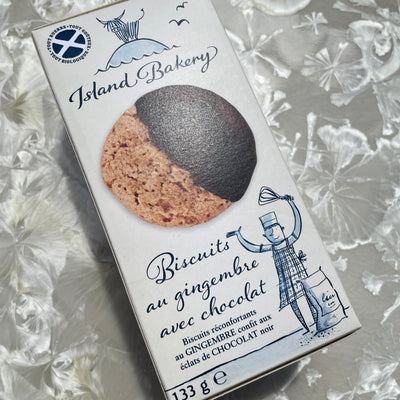 Island Bakery
Biscuits
au gingembre
avec chocolat
Biscuits réconfortants
au GINGEMBRE confit aux
éclats de CHOCOLAT noir
133 g e